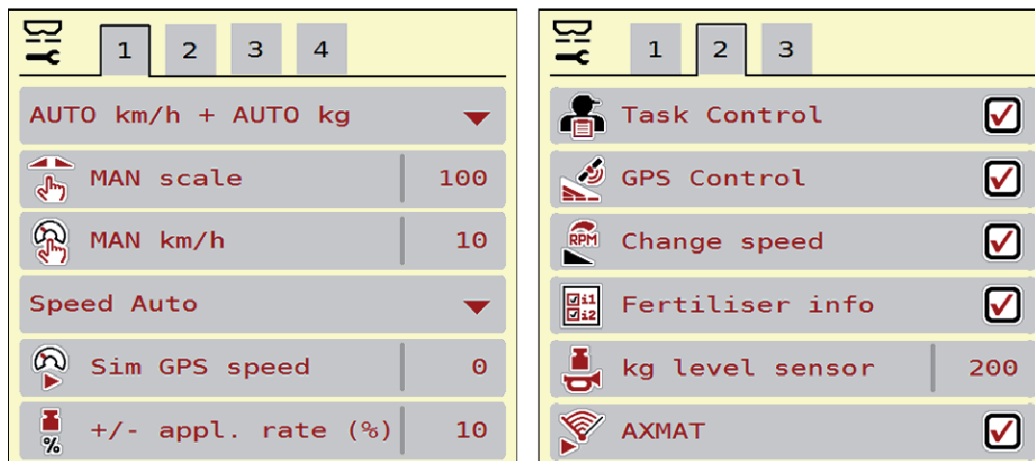 1 2 3 4
AUTO km/h + AUTO kg
MAN scale 100
MAN km/h 10
Speed Auto
Sim GPS speed 0
% +/- appl. rate (%) 10
1 2 3
Task Control
GPS Control
RPM Change speed
i1 i2 Fertiliser info
kg level sensor 200
AXMAT